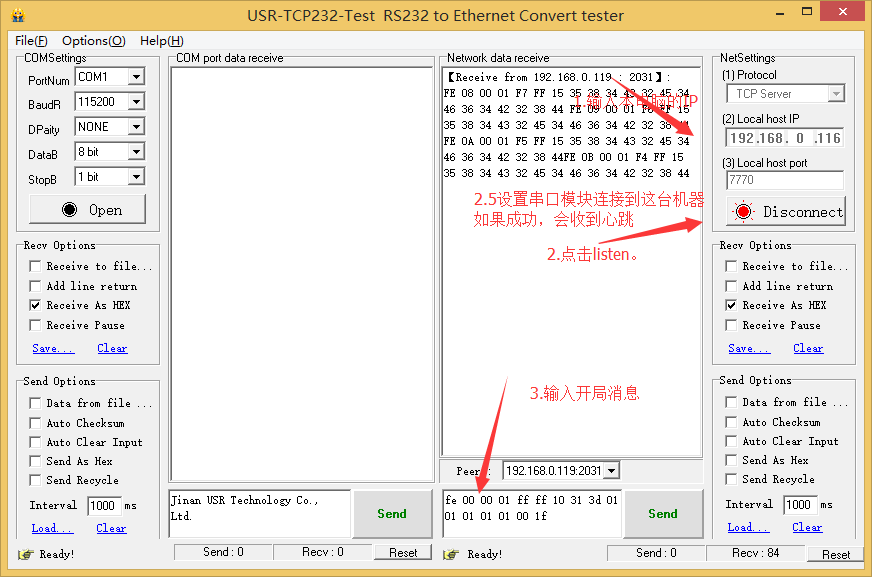 USR-TCP232-Test RS232 to Ethernet Convert tester
File(F) Options(O) Help(H)
COMSettings
PortNum COM1
BaudR 115200
DPaity NONE
DataB 8 bit
StopB 1 bit
Open
Recv Options
Receive to file...
Add line return
Receive As HEX
Receive Pause
Save... Clear
Send Options
Data from file ...
Auto Checksum
Auto Clear Input
Send As Hex
Send Recycle
Interval 1000 ms
Load... Clear
COM port data receive
Jinan USR Technology Co.,
Ltd.
Send
Network data receive
【Receive from 192.168.0.119 : 2031】:
FE 08 00 01 F7 FF 15 35 38 34 43 32 45 34
46 36 34 42 32 38 44 FE 09 00 01 F6 FF 15
35 38 34 43 32 45 34 46 36 34 42 32 38 44
FE 0A 00 01 F5 FF 15 35 38 34 43 32 45 34
46 36 34 42 32 38 44FE 0B 00 01 F4 FF 15
35 38 34 43 32 45 34 46 36 34 42 32 38 44
1.输入本电脑的IP
2.5设置串口模块连接到这台机器
如果成功，会收到心跳
2.点击listen。
3.输入开局消息
Peers: 192.168.0.119:2031
fe 00 00 01 ff ff 10 31 3d 01
01 01 01 01 00 1f
Send
NetSettings
(1) Protocol
TCP Server
(2) Local host IP
192.168. 0 .116
(3) Local host port
7770
Disconnect
Recv Options
Receive to file...
Add line return
Receive As HEX
Receive Pause
Save... Clear
Send Options
Data from file ...
Auto Checksum
Auto Clear Input
Send As Hex
Send Recycle
Interval 1000 ms
Load... Clear
Ready! Send : 0 Recv : 0 Reset
Ready! Send : 0 Recv : 84 Reset